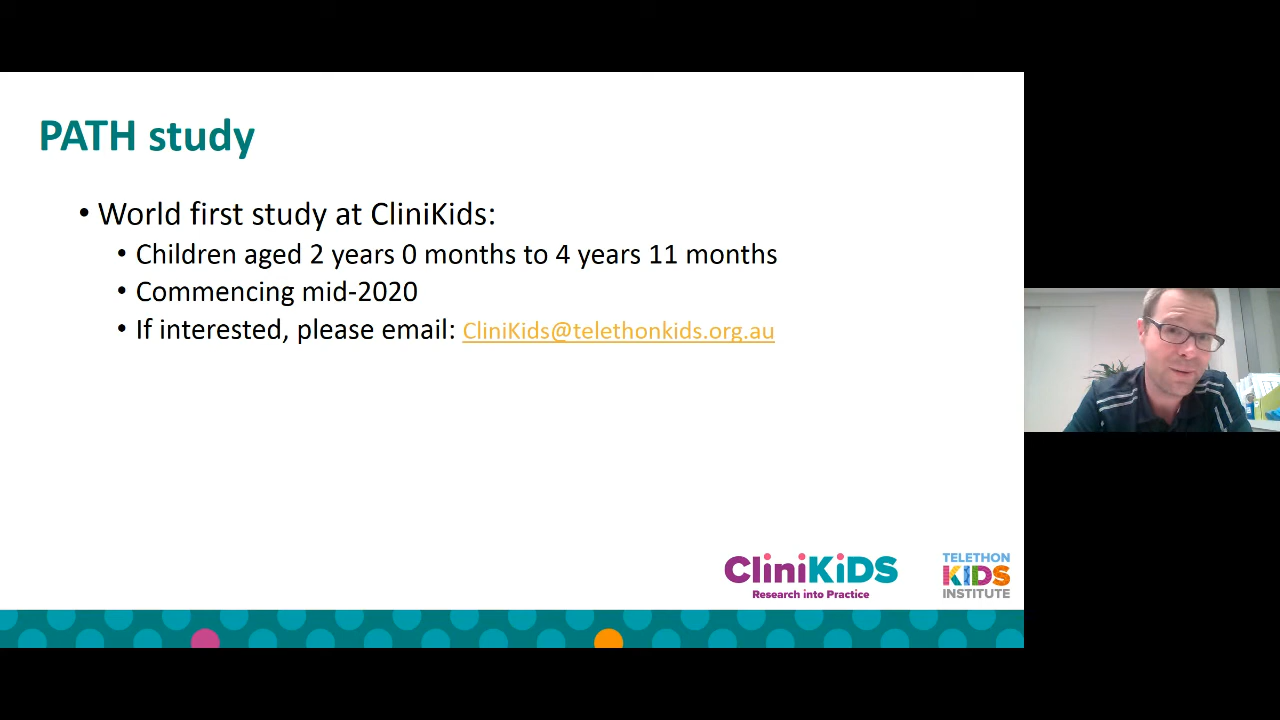 PATH study
• World first study at CliniKids:
• Children aged 2 years 0 months to 4 years 11 months
• Commencing mid-2020
• If interested, please email: CliniKids@telethonkids.org.au
CliniKiDS
Research into Practice
TELETHON
KIDS
INSTITUTE